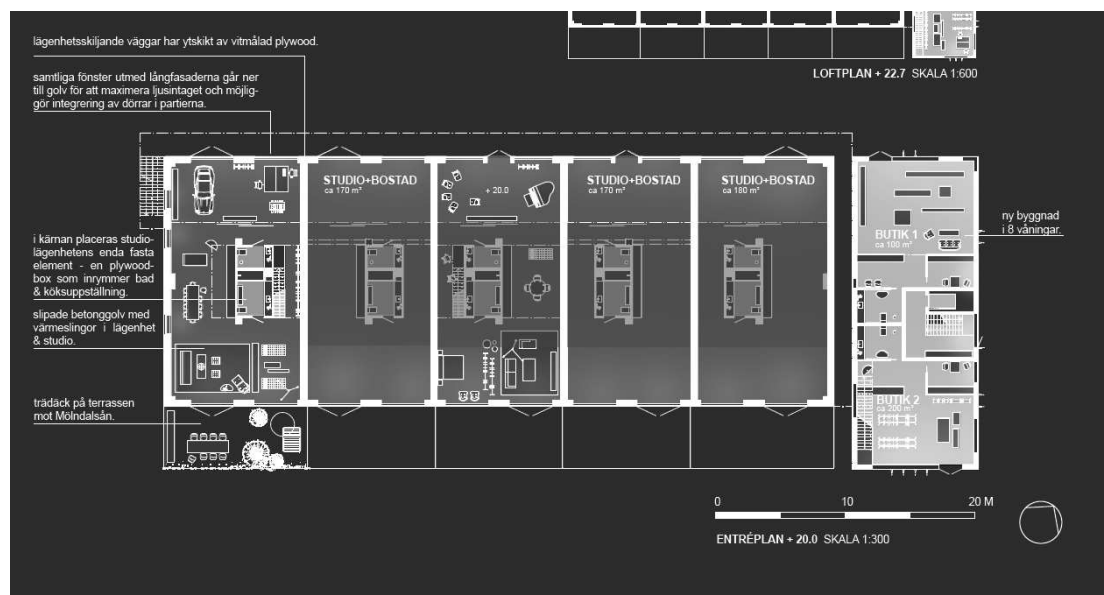 lägenhetsskiljande väggar har ytskikt av vitmålad plywood.
samtliga fönster utmed långfasaderna går ner
till golv för att maximera ljusintaget och möjlig-
gör integrering av dörrar i partierna.
LOFTPLAN + 22.7 SKALA 1:600
STUDIO+BOSTAD
ca 170 m²
+ 20.0
STUDIO+BOSTAD
ca 170 m²
STUDIO+BOSTAD
ca 180 m²
i kärnan placeras studio-
lägenhetens enda fasta
element - en plywood-
box som inrymmer bad
& köksuppställning.
slipade betonggolv med
värmeslingor i lägenhet
& studio.
trädäck på terrassen
mot Mölndalsån.
BUTIK 1
ca 100 m²
ny byggnad
i 8 våningar.
BUTIK 2
ca 200 m²
0 10 20 M
ENTRÉPLAN + 20.0 SKALA 1:300